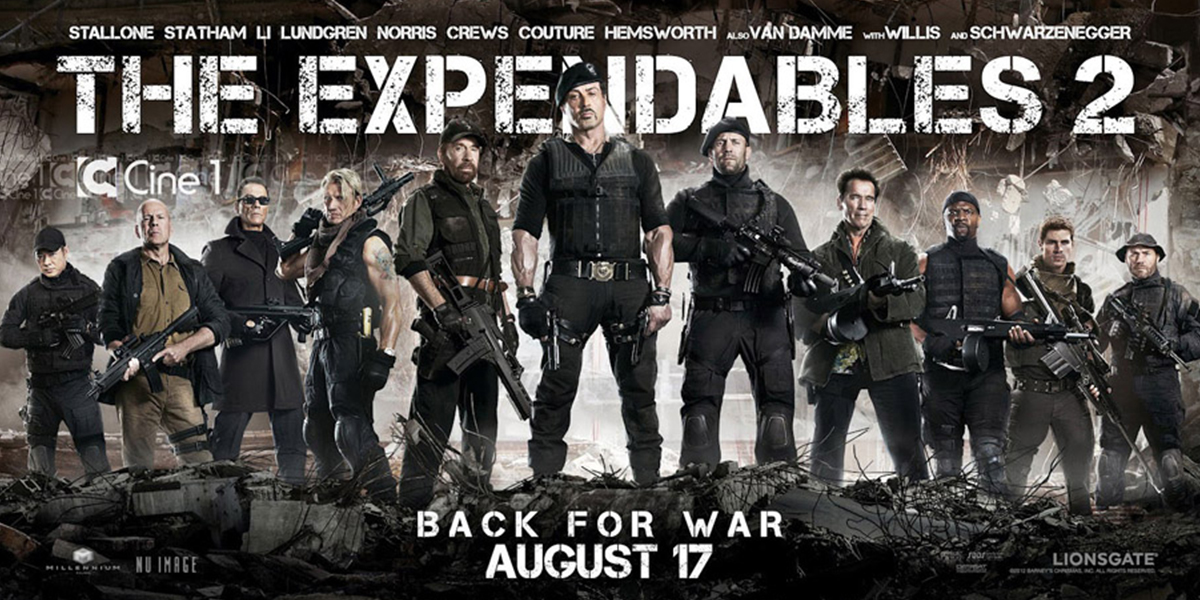 STALLONE STATHAM LI LUNDGREN NORRIS CREWS COUTURE HEMSWORTH ALSO VAN DAMME WITH WILLIS AND SCHWARZENEGGER
THE EXPENDABLES 2
Cine 1
BACK FOR WAR
AUGUST 17
MILLENNIUM
NU IMAGE
LIONSGATE